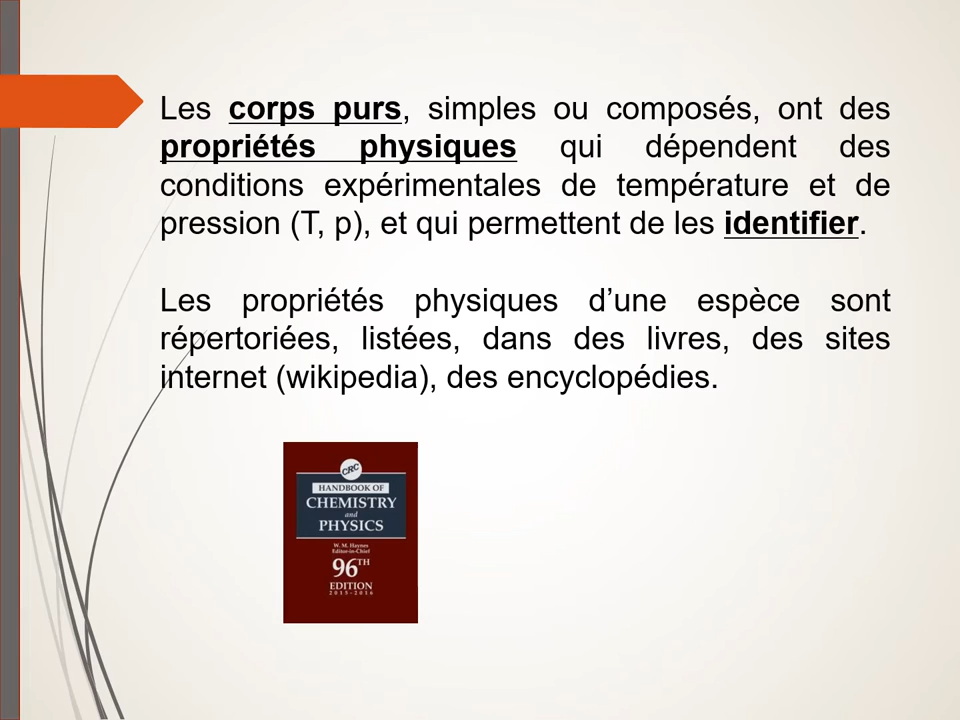 Les corps purs, simples ou composés, ont des
propriétés physiques qui dépendent des
conditions expérimentales de température et de
pression (T, p), et qui permettent de les identifier.
Les propriétés physiques d’une espèce sont
répertoriées, listées, dans des livres, des sites
internet (wikipedia), des encyclopédies.
CRC
HANDBOOK OF
CHEMISTRY
and
PHYSICS
W. M. Haynes
Editor-in-Chief
96TH
EDITION
2015-2016